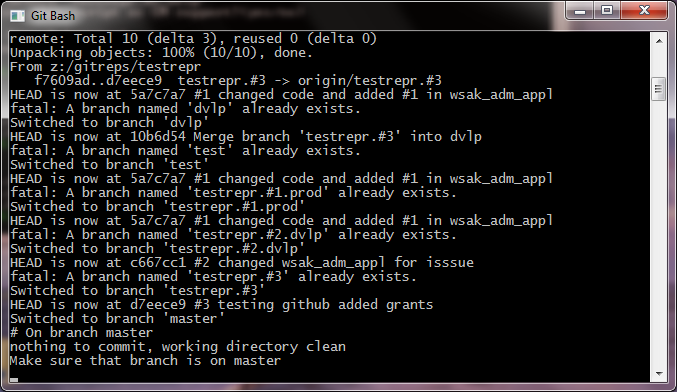 Git Bash
remote: Total 10 (delta 3), reused 0 (delta 0)
Unpacking objects: 100% (10/10), done.
From z:/gitreps/testrepr
   f7609ad..d7eece9  testrepr.#3 -> origin/testrepr.#3
HEAD is now at 5a7c7a7 #1 changed code and added #1 in wsak_adm_appl
fatal: A branch named 'dvlp' already exists.
Switched to branch 'dvlp'
HEAD is now at 10b6d54 Merge branch 'testrepr.#3' into dvlp
fatal: A branch named 'test' already exists.
Switched to branch 'test'
HEAD is now at 5a7c7a7 #1 changed code and added #1 in wsak_adm_appl
fatal: A branch named 'testrepr.#1.prod' already exists.
Switched to branch 'testrepr.#1.prod'
HEAD is now at 5a7c7a7 #1 changed code and added #1 in wsak_adm_appl
fatal: A branch named 'testrepr.#2.dvlp' already exists.
Switched to branch 'testrepr.#2.dvlp'
HEAD is now at c667cc1 #2 changed wsak_adm_appl for isssue
fatal: A branch named 'testrepr.#3' already exists.
Switched to branch 'testrepr.#3'
HEAD is now at d7eece9 #3 testing github added grants
Switched to branch 'master'
# On branch master
nothing to commit, working directory clean
Make sure that branch is on master